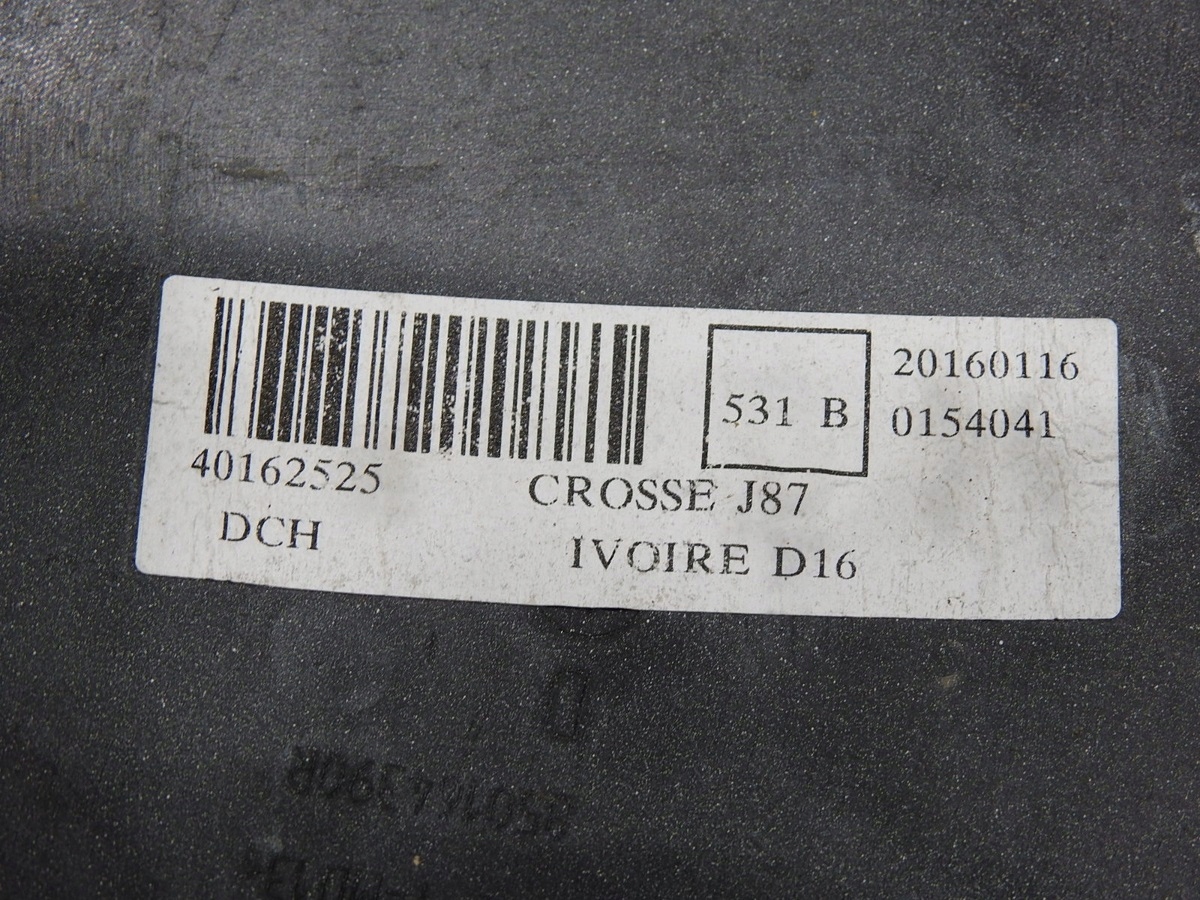 531 B
20160116
0154041
40162525
CROSSE J87
DCH
IVOIRE D16